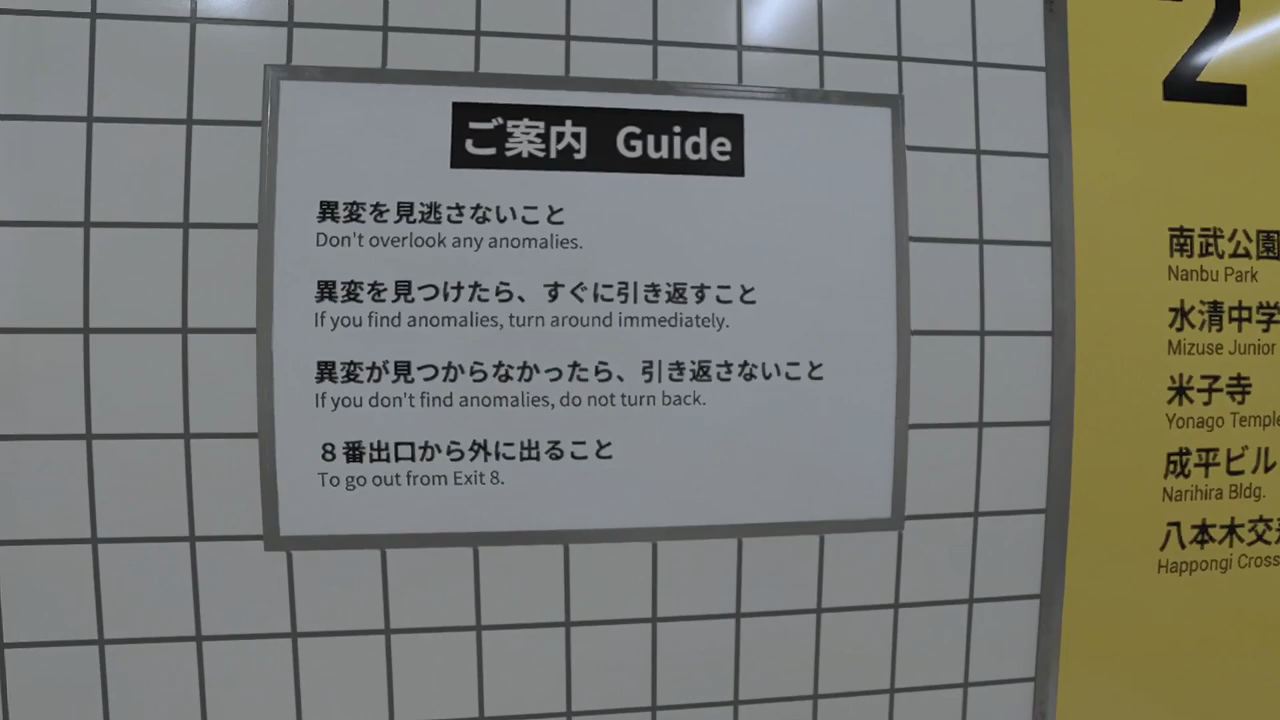 ご案内 Guide
異変を見逃さないこと
Don't overlook any anomalies.
異変を見つけたら、すぐに引き返すこと
If you find anomalies, turn around immediately.
異変が見つからなかったら、引き返さないこと
If you don't find anomalies, do not turn back.
８番出口から外に出ること
To go out from Exit 8.
2
南武公園
Nanbu Park
水清中学
Mizuse Junior
米子寺
Yonago Temple
成平ビル
Narihira Bldg.
八本木交
Happongi Cross